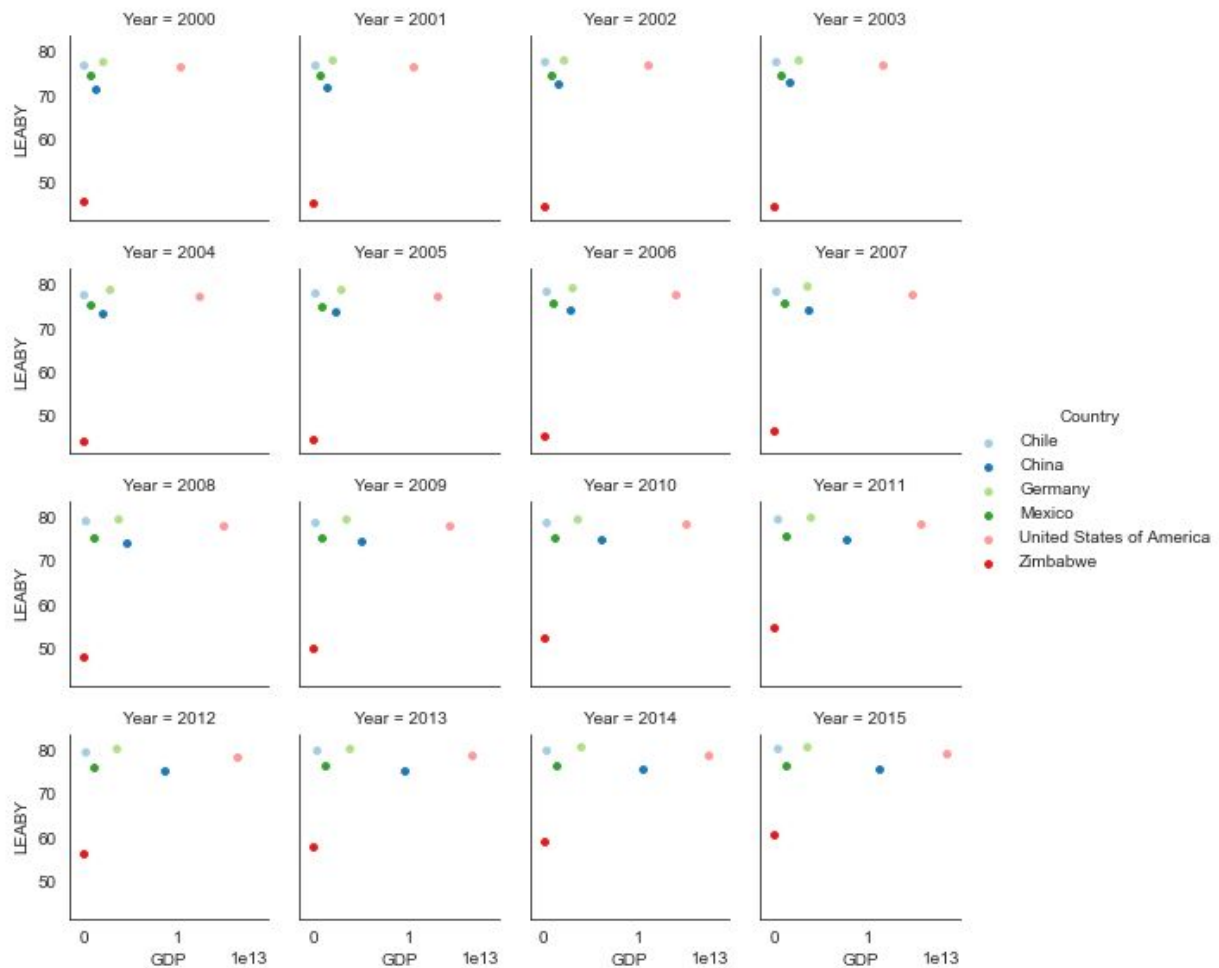 Year = 2000 Year = 2001 Year = 2002 Year = 2003
80
70
60
50
LEABY
Year = 2004 Year = 2005 Year = 2006 Year = 2007
80
70
60
50
LEABY
Year = 2008 Year = 2009 Year = 2010 Year = 2011
80
70
60
50
LEABY
Year = 2012 Year = 2013 Year = 2014 Year = 2015
80
70
60
50
LEABY
0 1 0 1 0 1 0 1
GDP 1e13 GDP 1e13 GDP 1e13 GDP 1e13
Country
Chile
China
Germany
Mexico
United States of America
Zimbabwe